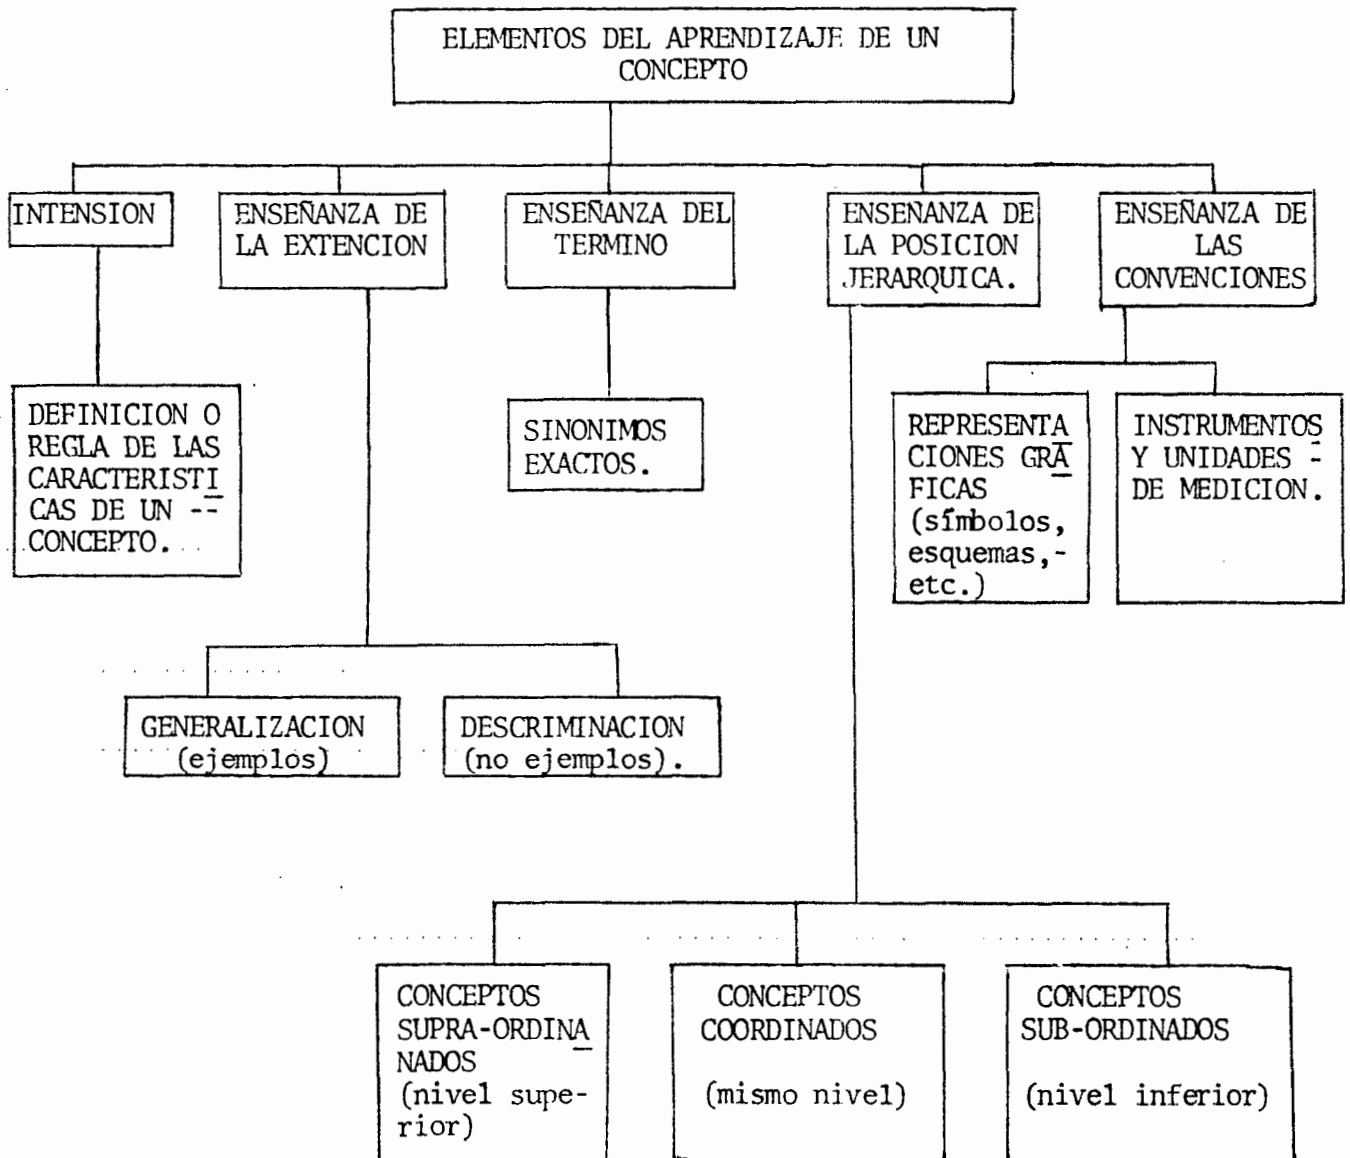 ELEMENTOS DEL APRENDIZAJE DE UN
CONCEPTO
INTENSION
ENSEÑANZA DE
LA EXTENCION
ENSEÑANZA DEL
TERMINO
ENSENANZA DE
LA POSICION
JERARQUICA.
ENSEÑANZA DE
LAS
CONVENCIONES
DEFINICION O
REGLA DE LAS
CARACTERISTI
CAS DE UN --
CONCEPTO.
SINONIMOS
EXACTOS.
REPRESENTA
CIONES GRA
FICAS
(símbolos,
esquemas,-
etc.)
INSTRUMENTOS
Y UNIDADES -
DE MEDICION.
GENERALIZACION
(ejemplos)
DESCRIMINACION
(no ejemplos).
CONCEPTOS
SUPRA-ORDINA
NADOS
(nivel supe-
rior)
CONCEPTOS
COORDINADOS
(mismo nivel)
CONCEPTOS
SUB-ORDINADOS
(nivel inferior)